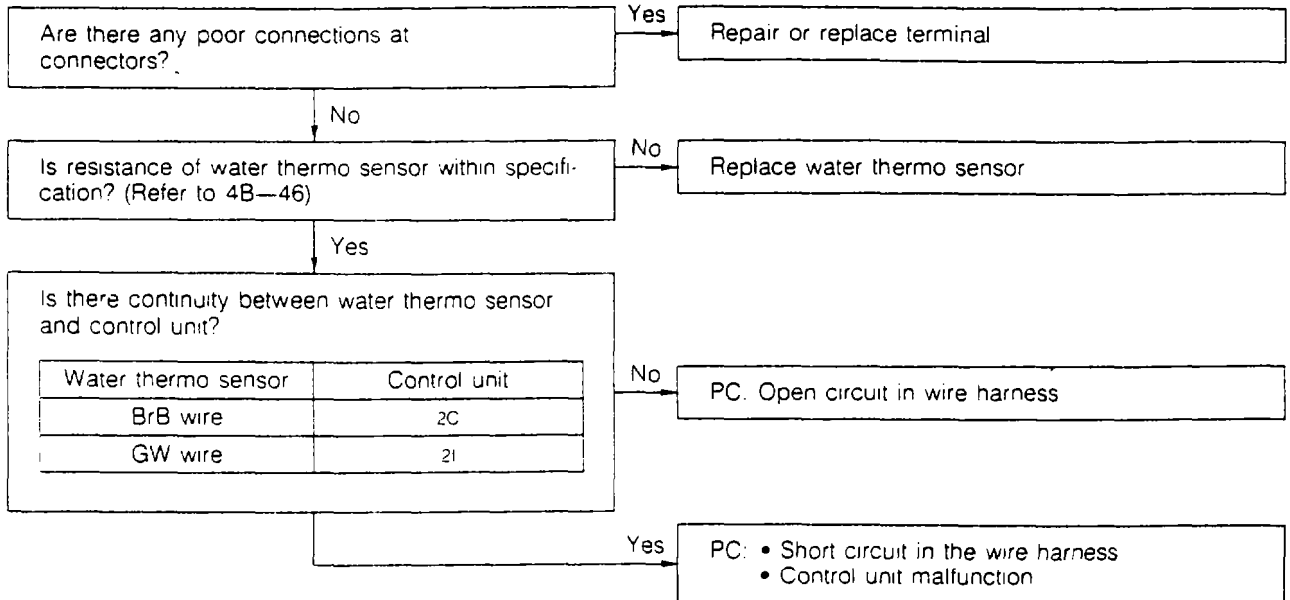 Are there any poor connections at
connectors?
Yes
Repair or replace terminal
No
Is resistance of water thermo sensor within specifi-
cation? (Refer to 4B—46)
No
Replace water thermo sensor
Yes
Is there continuity between water thermo sensor
and control unit?
Water thermo sensor Control unit
BrB wire 2C
GW wire 2I
No
PC. Open circuit in wire harness
Yes
PC: • Short circuit in the wire harness
• Control unit malfunction